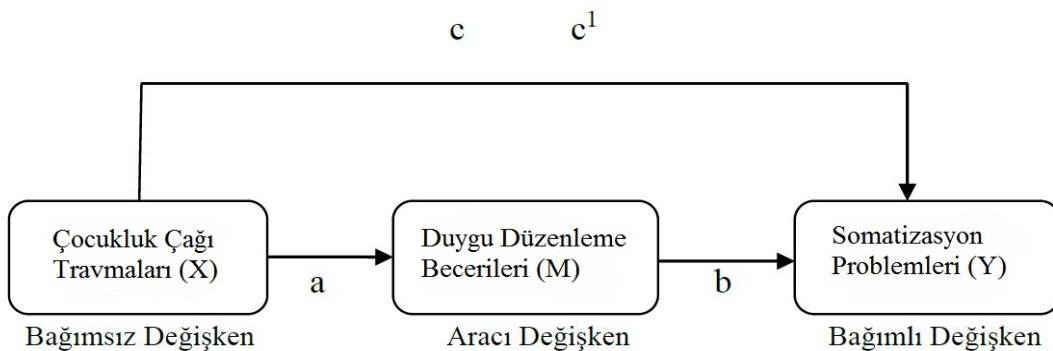 c c¹
Çocukluk Çağı
Travmaları (X)
a
Duygu Düzenleme
Becerileri (M)
b
Somatizasyon
Problemleri (Y)
Bağımsız Değişken
Aracı Değişken
Bağımlı Değişken